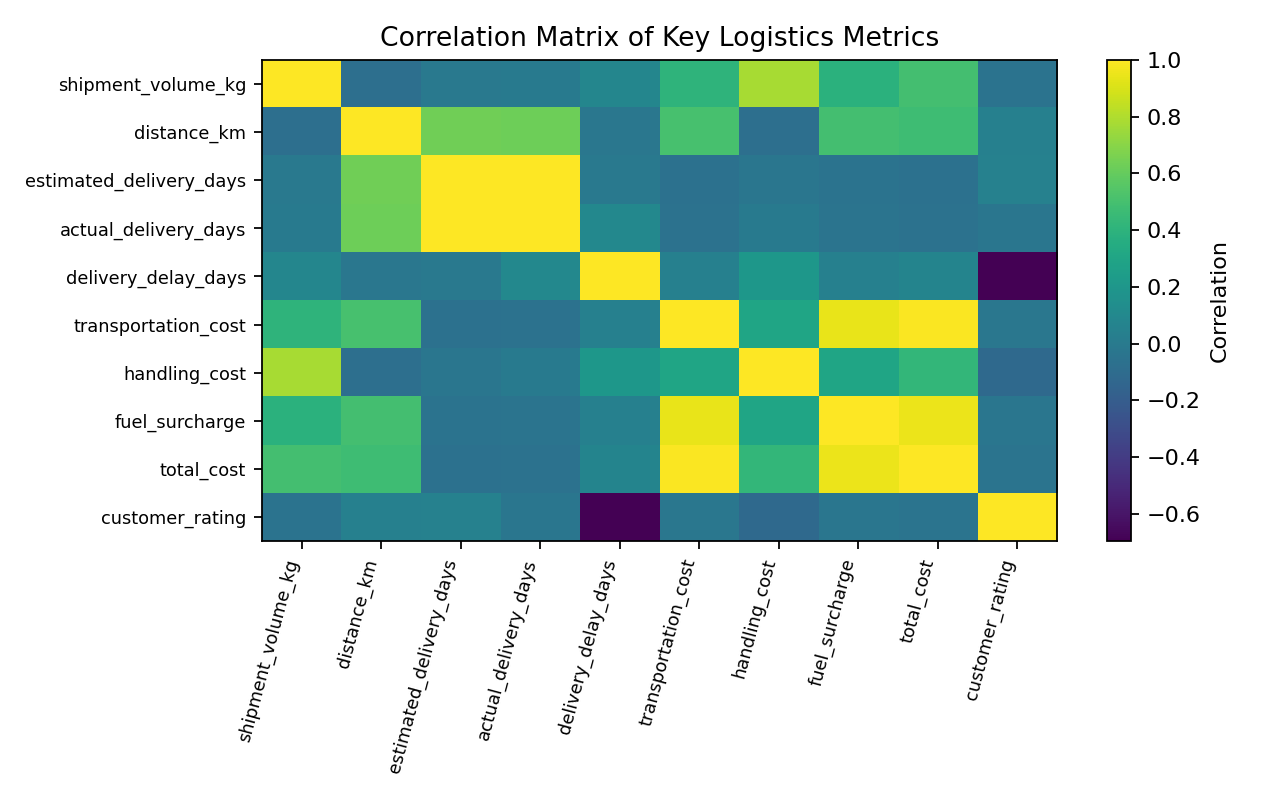 Correlation Matrix of Key Logistics Metrics
shipment_volume_kg
distance_km
estimated_delivery_days
actual_delivery_days
delivery_delay_days
transportation_cost
handling_cost
fuel_surcharge
total_cost
customer_rating
shipment_volume_kg
distance_km
estimated_delivery_days
actual_delivery_days
delivery_delay_days
transportation_cost
handling_cost
fuel_surcharge
total_cost
customer_rating
1.0
0.8
0.6
0.4
0.2
0.0
−0.2
−0.4
−0.6
Correlation